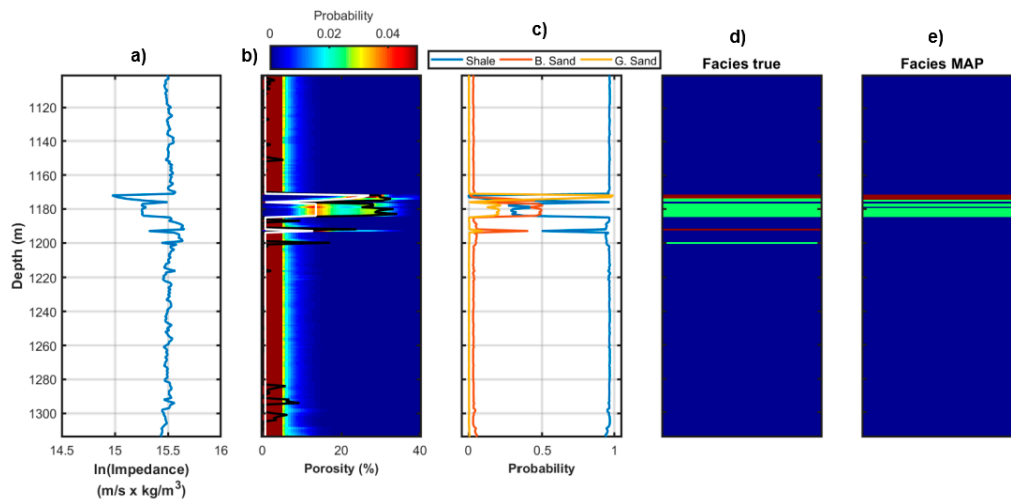 Probability
0 0.02 0.04
a)
b)
c)
d)
e)
Shale B. Sand G. Sand
Facies true
Facies MAP
1120
1140
1160
1180
1200
1220
1240
1260
1280
1300
Depth (m)
14.5 15 15.5 16
ln(Impedance)
(m/s x kg/m³)
0 20 40
Porosity (%)
0 0.5 1
Probability